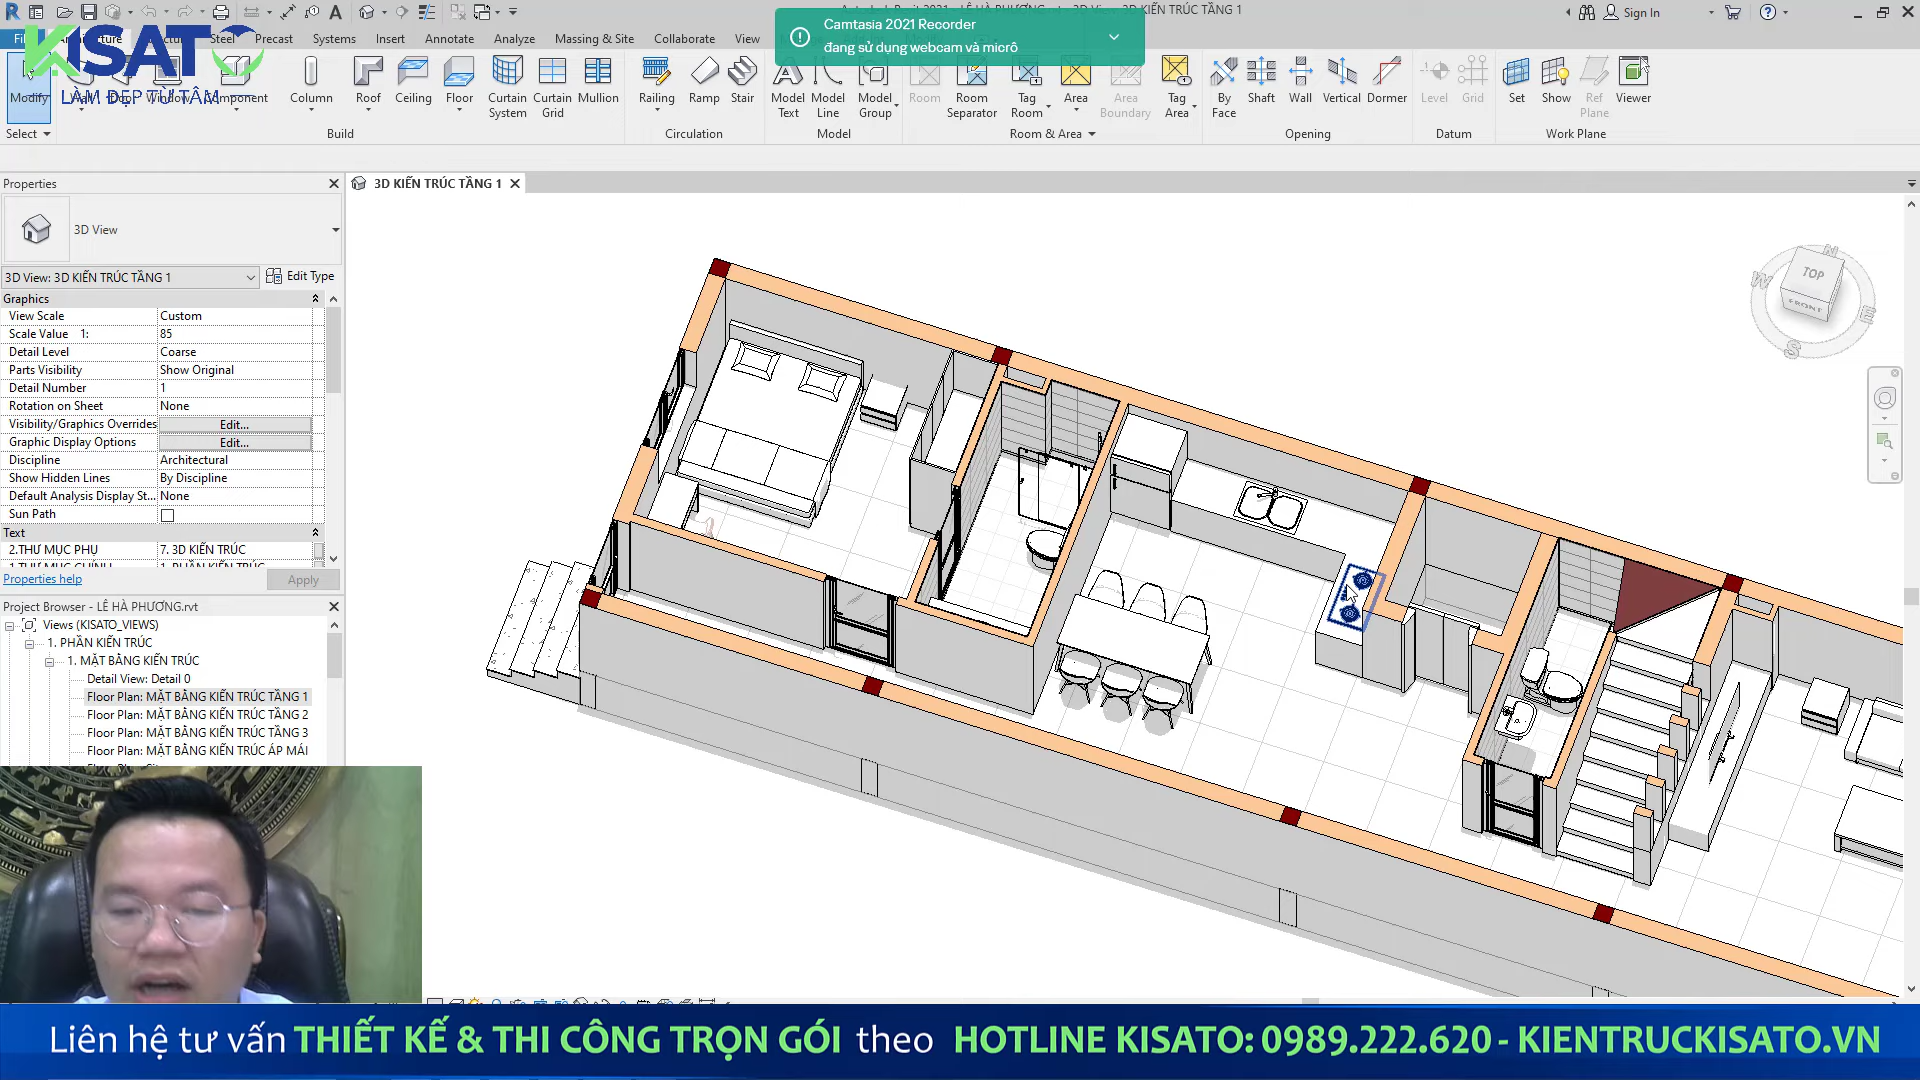 Camtasia 2021 Recorder
đang sử dụng webcam và micrô
3D KIẾN TRÚC TẦNG 1
Sign In
KISATO
LÀM ĐẸP TỪ TÂM
Steel Precast Systems Insert Annotate Analyze Massing & Site Collaborate View
Modify
Column
Roof
Ceiling
Floor
Curtain System
Curtain Grid
Mullion
Railing
Ramp
Stair
Model Text
Model Line
Model Group
Room
Room Separator
Tag Room
Area
Area Boundary
Tag Area
By Face
Shaft
Wall
Vertical
Dormer
Level
Grid
Set
Show
Ref Plane
Viewer
Select
Build
Circulation
Model
Room & Area
Opening
Datum
Work Plane
Properties
3D KIẾN TRÚC TẦNG 1
3D View
3D View: 3D KIẾN TRÚC TẦNG 1
Edit Type
Graphics
View Scale Custom
Scale Value 1: 85
Detail Level Coarse
Parts Visibility Show Original
Detail Number 1
Rotation on Sheet None
Visibility/Graphics Overrides Edit...
Graphic Display Options Edit...
Discipline Architectural
Show Hidden Lines By Discipline
Default Analysis Display St... None
Sun Path
Text
2.THƯ MỤC PHỤ 7. 3D KIẾN TRÚC
Properties help
Apply
Project Browser - LÊ HÀ PHƯƠNG.rvt
Views (KISATO_VIEWS)
1. PHẦN KIẾN TRÚC
1. MẶT BẰNG KIẾN TRÚC
Detail View: Detail 0
Floor Plan: MẶT BẰNG KIẾN TRÚC TẦNG 1
Floor Plan: MẶT BẰNG KIẾN TRÚC TẦNG 2
Floor Plan: MẶT BẰNG KIẾN TRÚC TẦNG 3
Floor Plan: MẶT BẰNG KIẾN TRÚC ÁP MÁI
N
W
E
S
TOP
FRONT
Liên hệ tư vấn THIẾT KẾ & THI CÔNG TRỌN GÓI theo HOTLINE KISATO: 0989.222.620 - KIENTRUCKISATO.VN